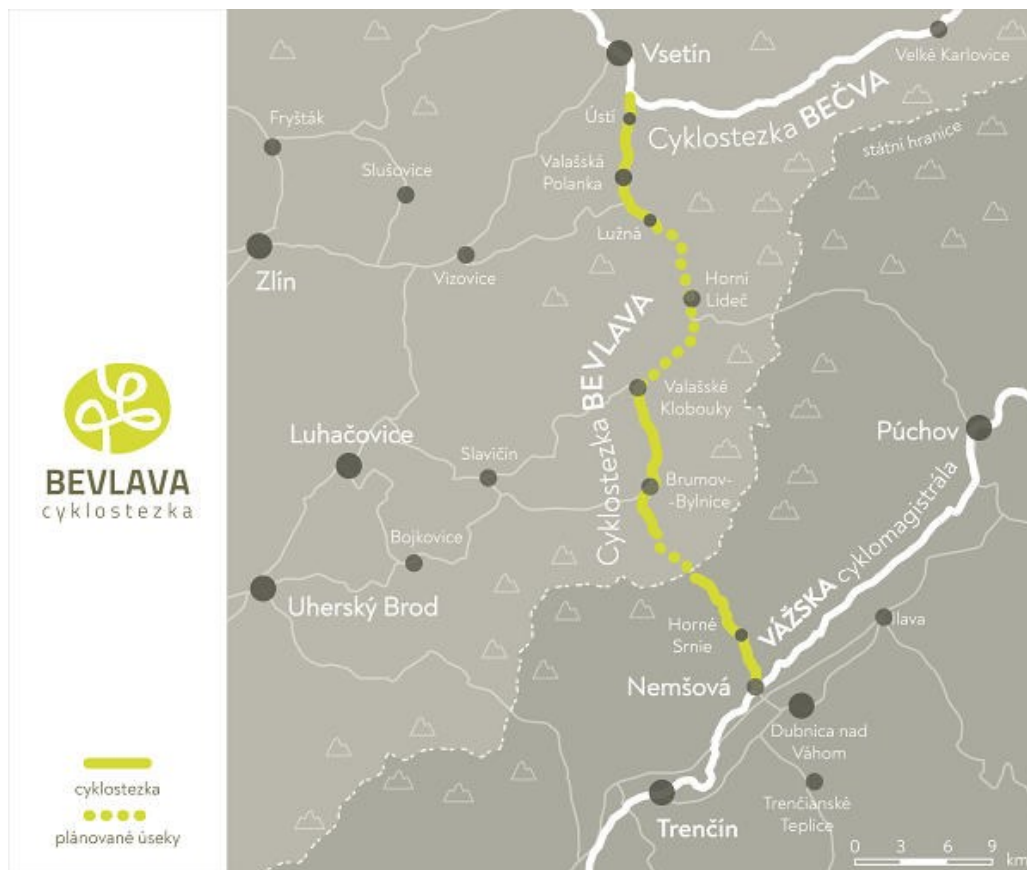 BEVLAVA
cyklostezka
cyklostezka
plánované úseky
Vsetín
Velké Karlovice
Ústí
Cyklostezka BEČVA
státní hranice
Fryšták
Slušovice
Valašská
Polanka
Lužná
Zlín
Vizovice
Horní
Lideč
Cyklostezka BEVLAVA
Valašské
Klobouky
Púchov
Luhačovice
Slavičín
Brumov-
-Bylnice
Bojkovice
Uherský Brod
VÁŽSKA cyklomagistrála
Horné
Srnie
Ilava
Nemšová
Dubnica nad
Váhom
Trenčín
Trenčianské
Teplice
0 3 6 9
km